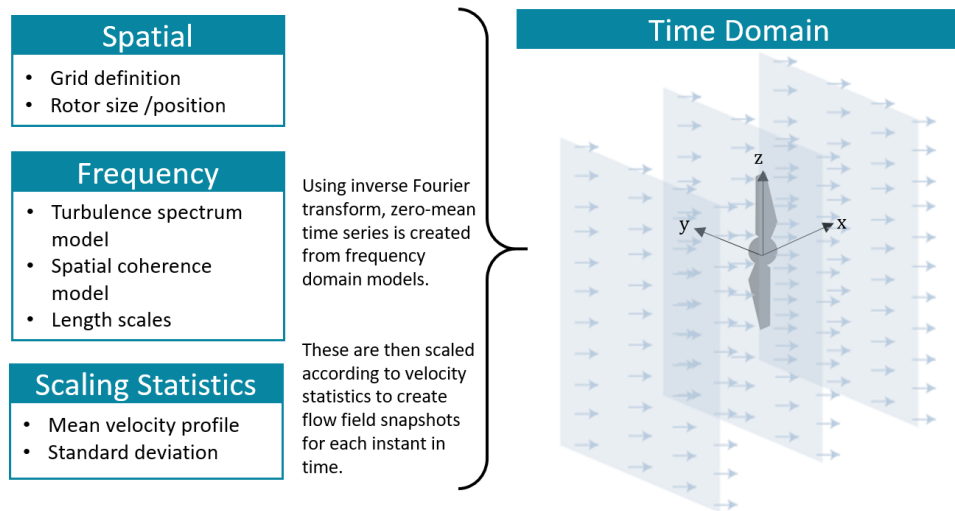 Spatial
• Grid definition
• Rotor size /position
Frequency
• Turbulence spectrum
model
• Spatial coherence
model
• Length scales
Scaling Statistics
• Mean velocity profile
• Standard deviation
Using inverse Fourier
transform, zero-mean
time series is created
from frequency
domain models.
These are then scaled
according to velocity
statistics to create
flow field snapshots
for each instant in
time.
Time Domain
z
y
x